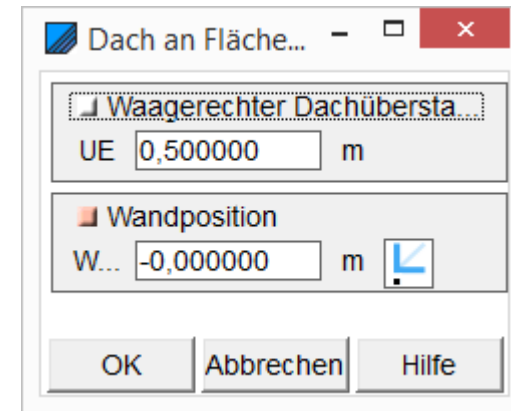 Dach an Fläche...
Waagerechter Dachübersta...
UE 0,500000 m
Wandposition
W... -0,000000 m
OK Abbrechen Hilfe